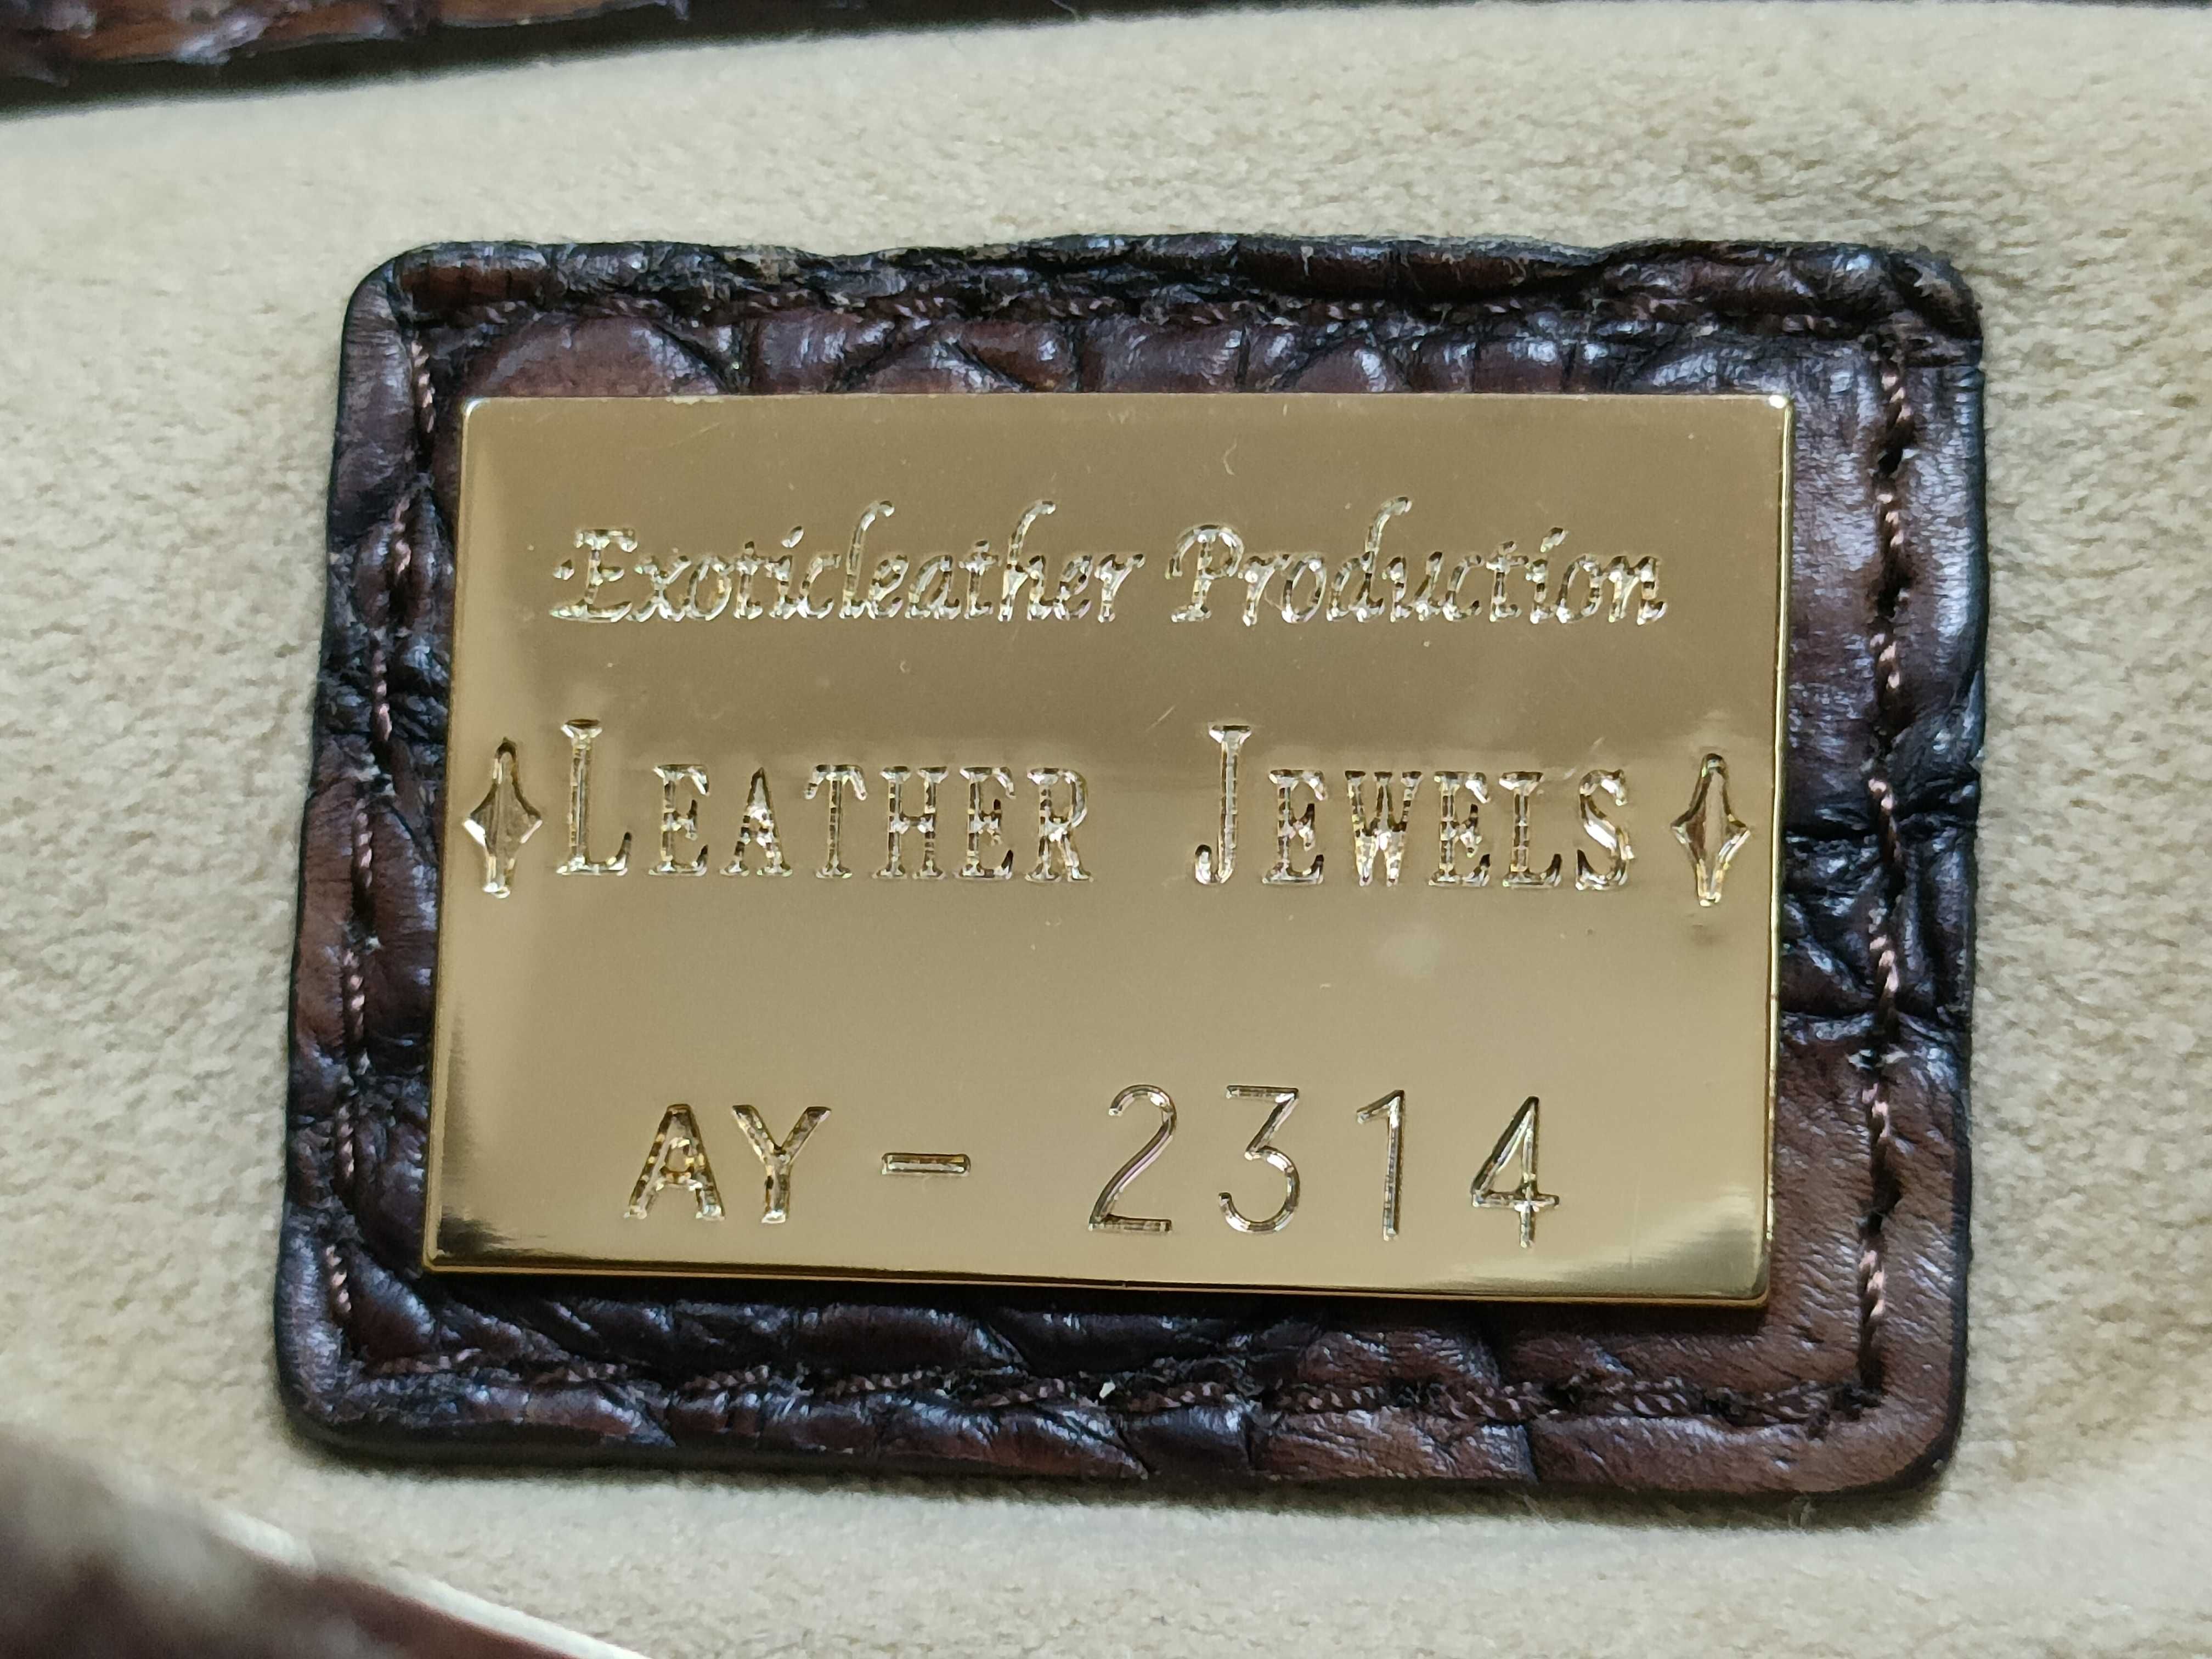 Exoticleather Production
LEATHER JEWELS
AY- 2314